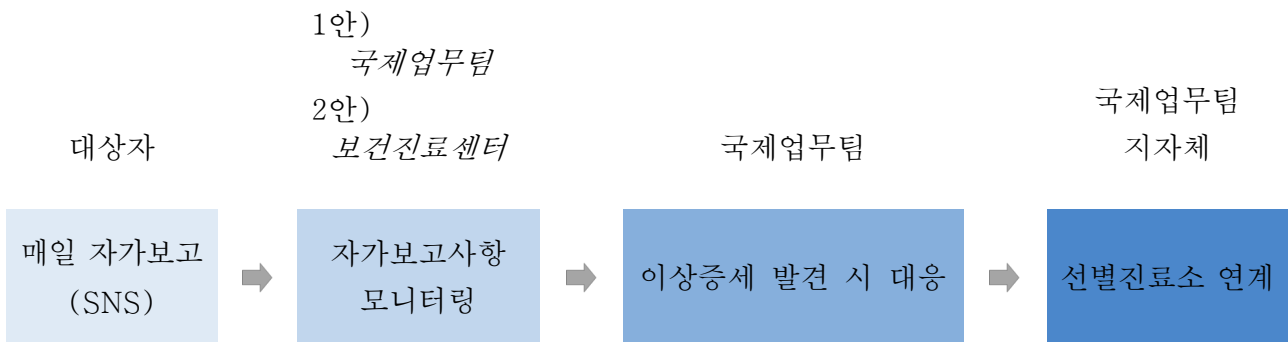 1안)
국제업무팀
2안)
보건진료센터
대상자
국제업무팀
국제업무팀
지자체
매일 자가보고
(SNS)
자가보고사항
모니터링
이상증세 발견 시 대응
선별진료소 연계